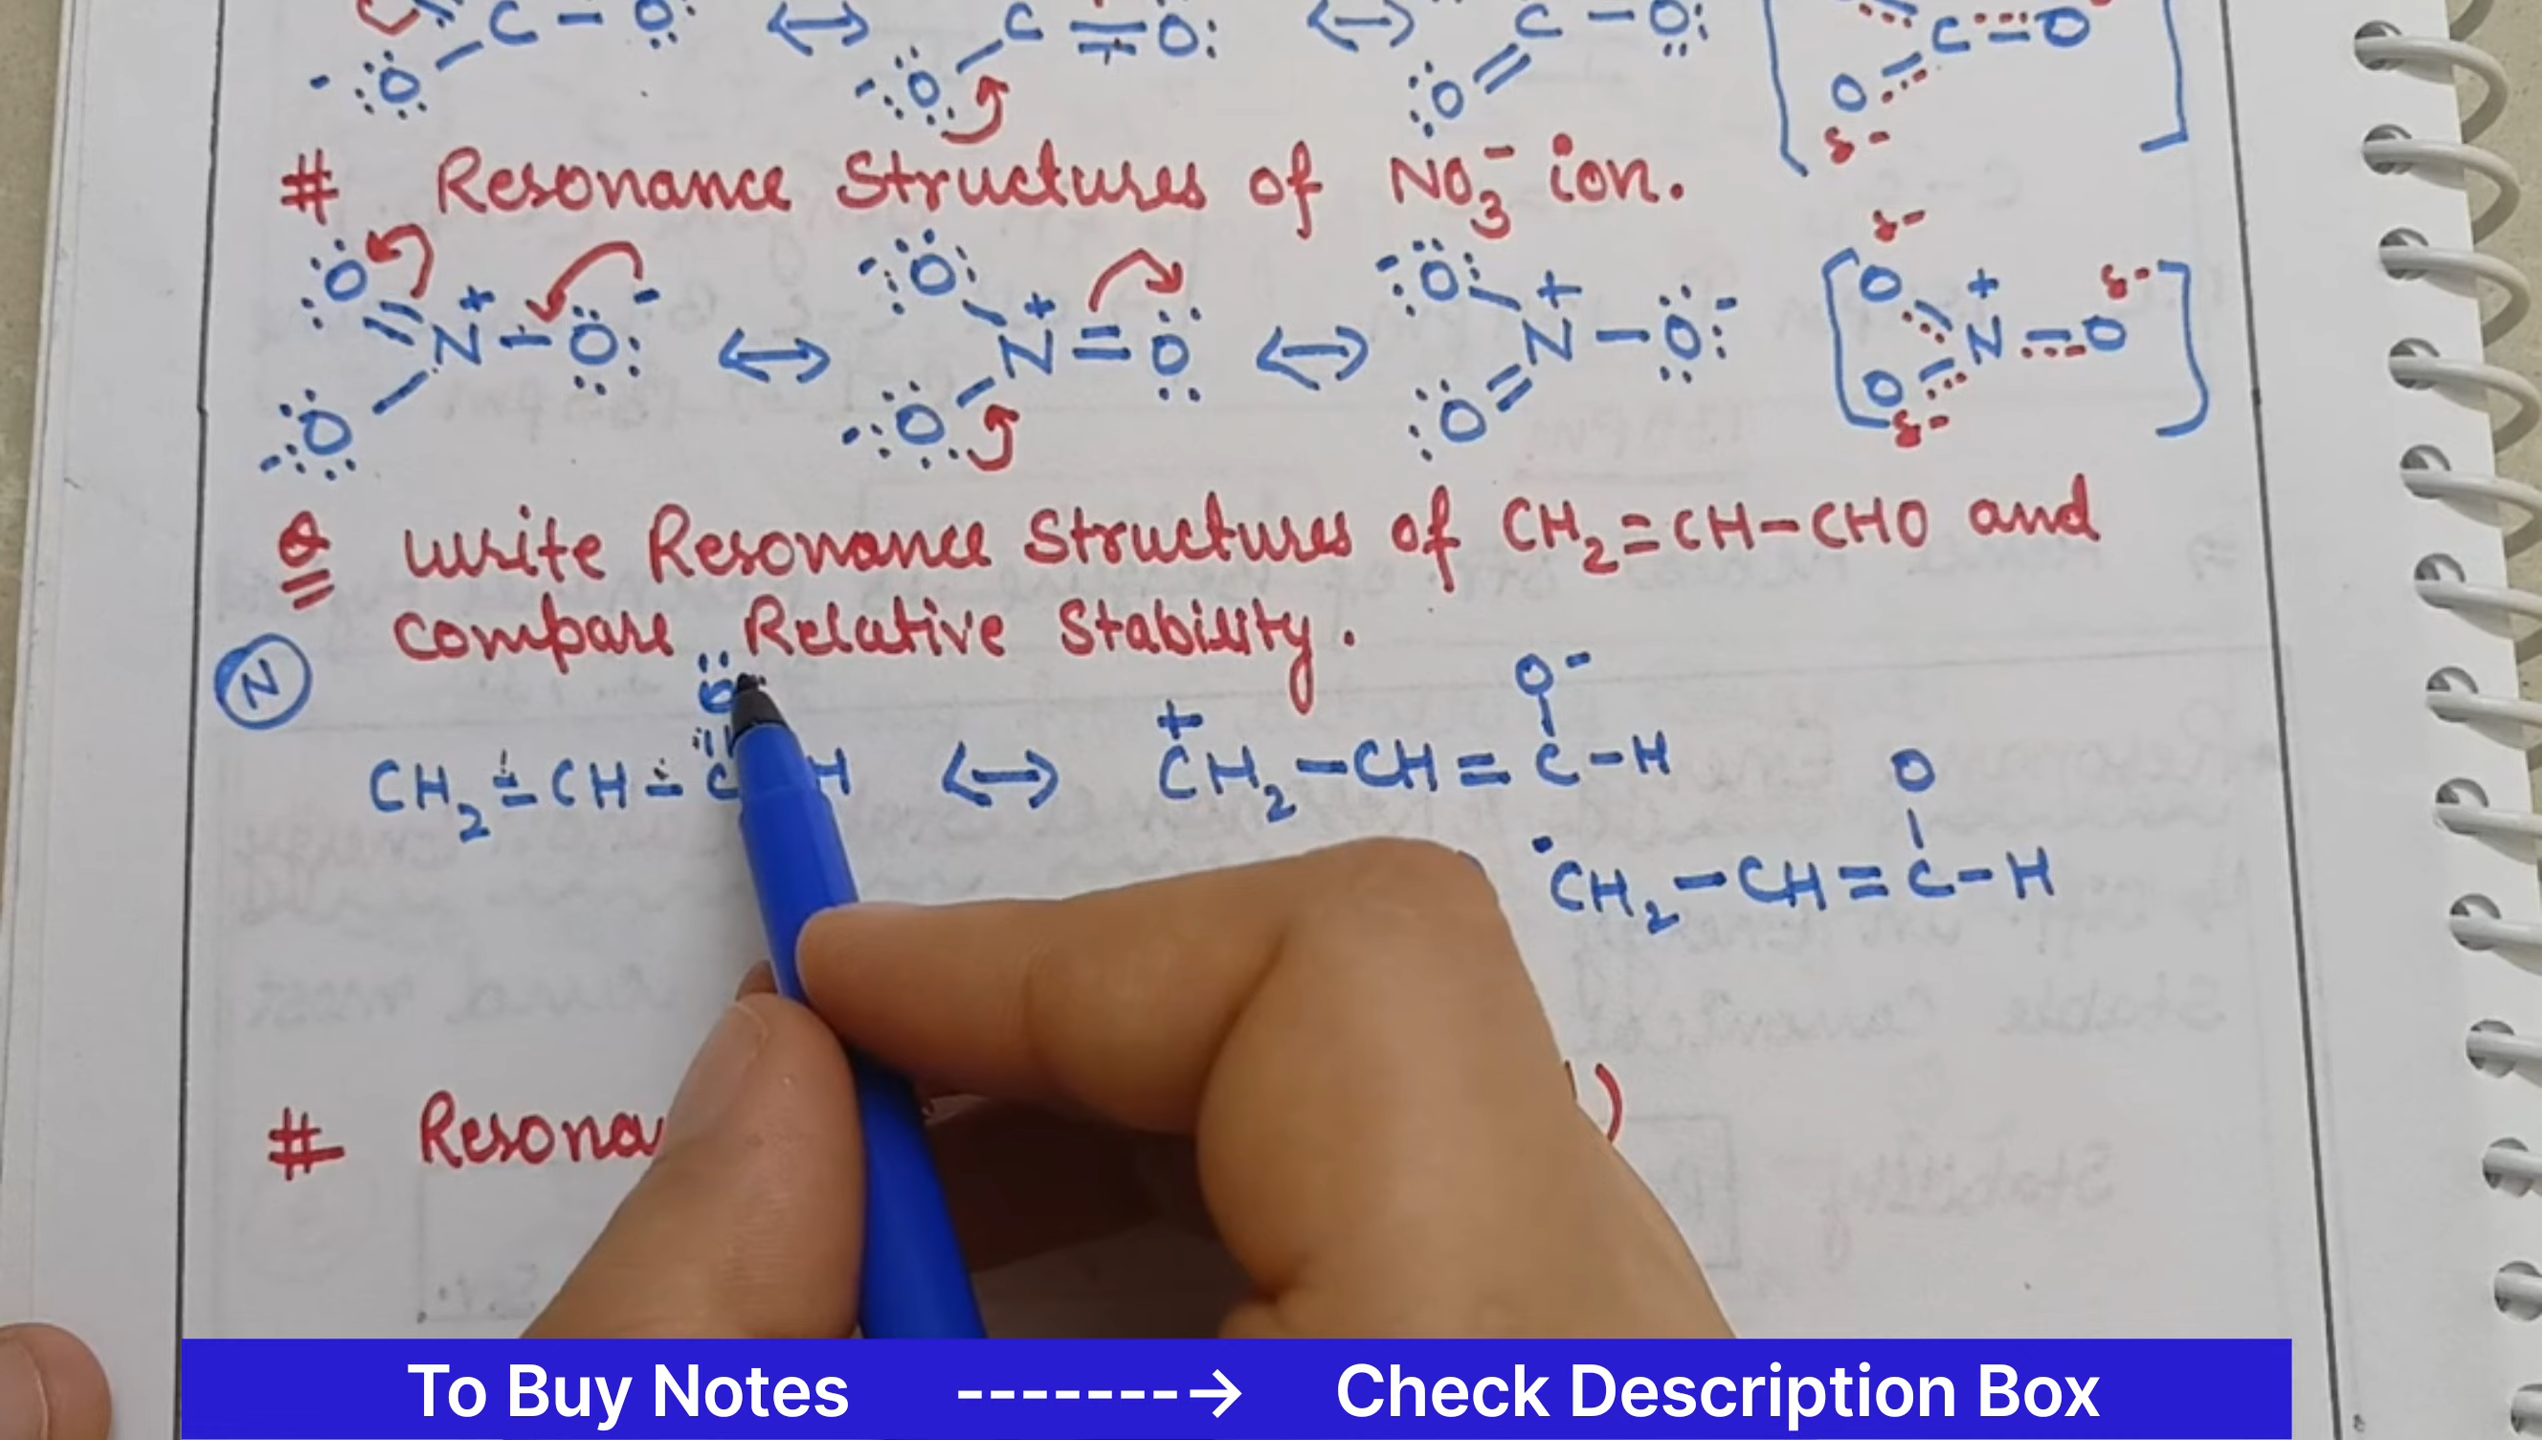 C - O: ↔ C = O: ↔ C - O: C = O
- :O :O O O δ-
# Resonance Structures of NO3- ion.
:O - :O: - :O: δ- O
N+ - O: - ↔ N+ = O ↔ N+ - O: - [N+ = O δ-]
- :O - :O :O O δ-
Q Write Resonance Structures of CH2=CH-CHO and
compare Relative Stability.
N
O O-
CH2=CH-C H ↔ +CH2-CH=C-H
O
CH2-CH=C-H
# Resona )
To Buy Notes -------→ Check Description Box